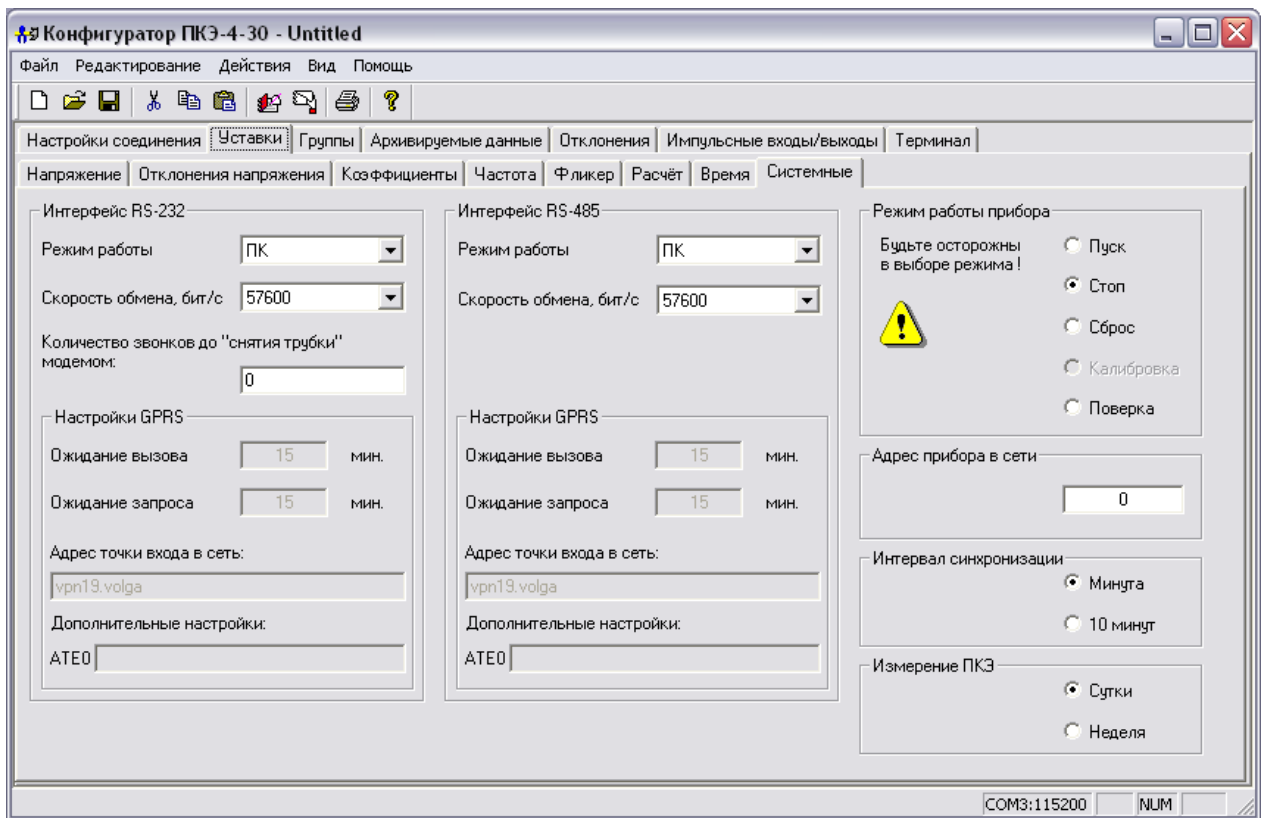 Конфигуратор ПКЭ-4-30 - Untitled
Файл Редактирование Действия Вид Помощь
Настройки соединения Уставки Группы Архивируемые данные Отклонения Импульсные входы/выходы Терминал
Напряжение Отклонения напряжения Коэффициенты Частота Фликер Расчёт Время Системные
Интерфейс RS-232
Режим работы ПК
Скорость обмена, бит/с 57600
Количество звонков до "снятия трубки"
модемом:
0
Настройки GPRS
Ожидание вызова 15 мин.
Ожидание запроса 15 мин.
Адрес точки входа в сеть:
vpn19.volga
Дополнительные настройки:
ATE0
Интерфейс RS-485
Режим работы ПК
Скорость обмена, бит/с 57600
Настройки GPRS
Ожидание вызова 15 мин.
Ожидание запроса 15 мин.
Адрес точки входа в сеть:
vpn19.volga
Дополнительные настройки:
ATE0
Режим работы прибора
Будьте осторожны
в выборе режима !
Пуск
Стоп
Сброс
Калибровка
Поверка
Адрес прибора в сети
0
Интервал синхронизации
Минута
10 минут
Измерение ПКЭ
Сутки
Неделя
COM3:115200 NUM